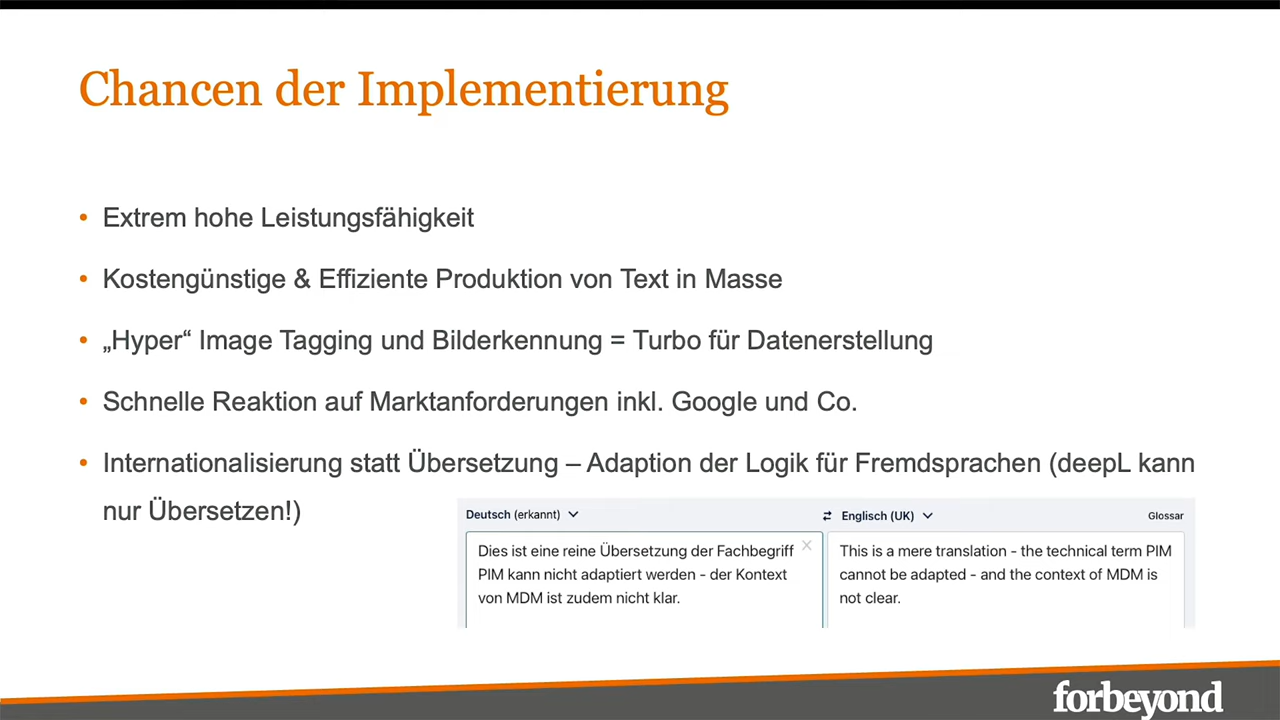 Chancen der Implementierung
• Extrem hohe Leistungsfähigkeit
• Kostengünstige & Effiziente Produktion von Text in Masse
• „Hyper“ Image Tagging und Bilderkennung = Turbo für Datenerstellung
• Schnelle Reaktion auf Marktanforderungen inkl. Google und Co.
• Internationalisierung statt Übersetzung – Adaption der Logik für Fremdsprachen (deepL kann
nur Übersetzen!)
Deutsch (erkannt)
Englisch (UK)
Glossar
Dies ist eine reine Übersetzung der Fachbegriff
PIM kann nicht adaptiert werden - der Kontext
von MDM ist zudem nicht klar.
This is a mere translation - the technical term PIM
cannot be adapted - and the context of MDM is
not clear.
forbeyond